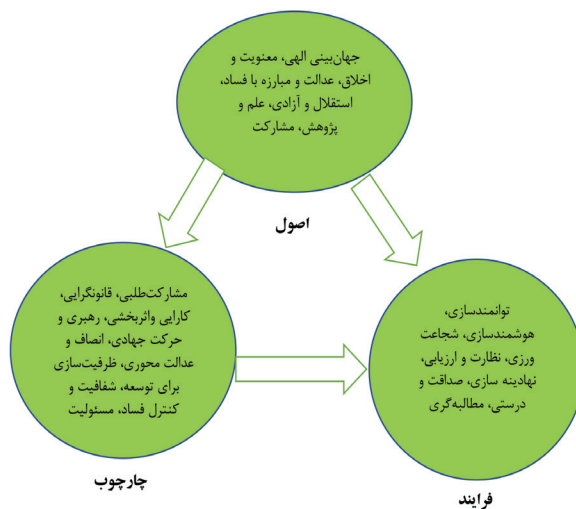 جهان‌بینی الهی، معنویت و
اخلاق، عدالت و مبارزه با فساد،
استقلال و آزادی، علم و
پژوهش، مشارکت
اصول
مشارکت‌طلبی، قانونگرایی،
کارایی واثربخشی، رهبری و
حرکت جهادی، انصاف و
عدالت محوری، ظرفیت‌سازی
برای توسعه، شفافیت و
کنترل فساد، مسئولیت
چارچوب
توانمندسازی،
هوشمندسازی، شجاعت
ورزی، نظارت و ارزیابی،
نهادینه سازی، صداقت و
درستی، مطالبه‌گری
فرایند